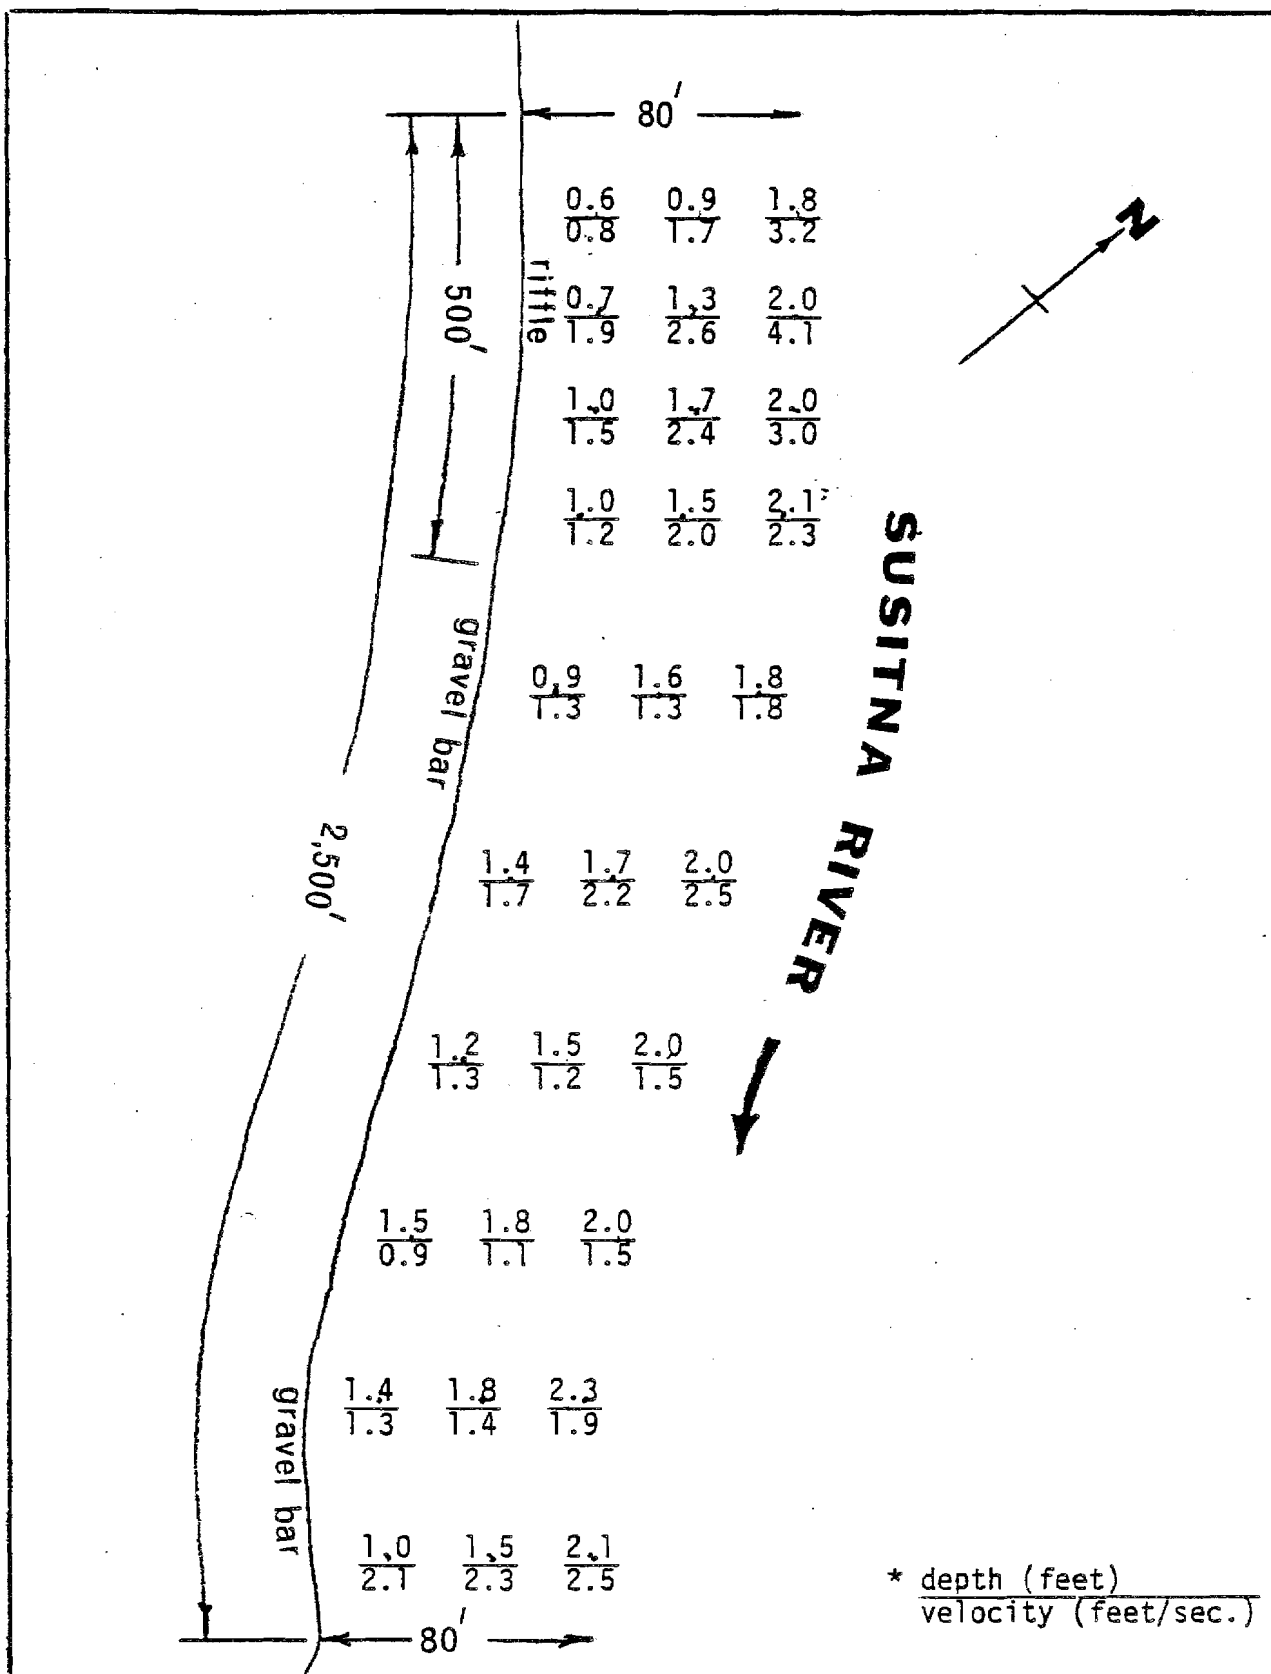 80'
0.6 0.9 1.8
0.8 1.7 3.2
N
riffle
500'
0.7 1.3 2.0
1.9 2.6 4.1
1.0 1.7 2.0
1.5 2.4 3.0
1.0 1.5 2.1
1.2 2.0 2.3
SUSITNA RIVER
gravel bar
0.9 1.6 1.8
1.3 1.3 1.8
2,500'
1.4 1.7 2.0
1.7 2.2 2.5
1.2 1.5 2.0
1.3 1.2 1.5
1.5 1.8 2.0
0.9 1.1 1.5
gravel bar
1.4 1.8 2.3
1.3 1.4 1.9
1.0 1.5 2.1
2.1 2.3 2.5
* depth (feet)
velocity (feet/sec.)
80'